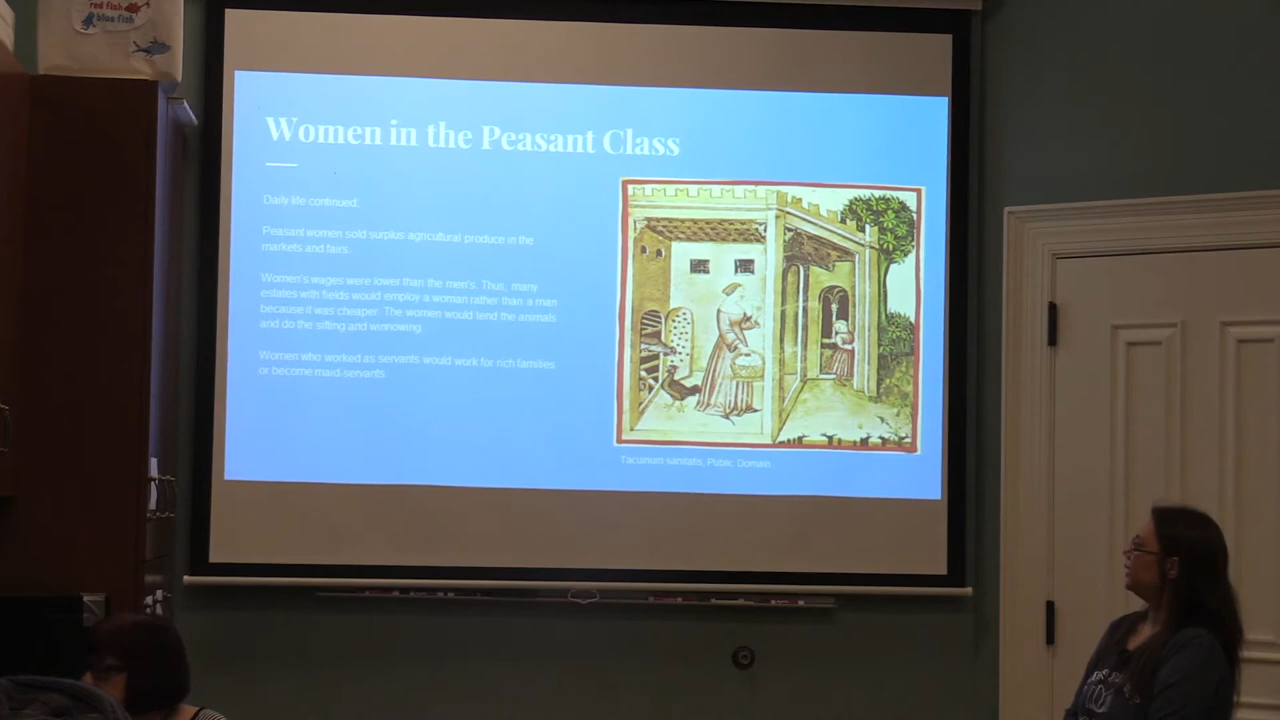 red fish
blue fish
Women in the Peasant Class
Daily life continued:
Peasant women sold surplus agricultural produce in the
markets and fairs.
Women's wages were lower than the men's. Thus, many
estates with fields would employ a woman rather than a man
because it was cheaper. The women would tend the animals
and do the sifting and winnowing.
Women who worked as servants would work for rich families
or become maid-servants.
Tacuinum sanitatis, Public Domain